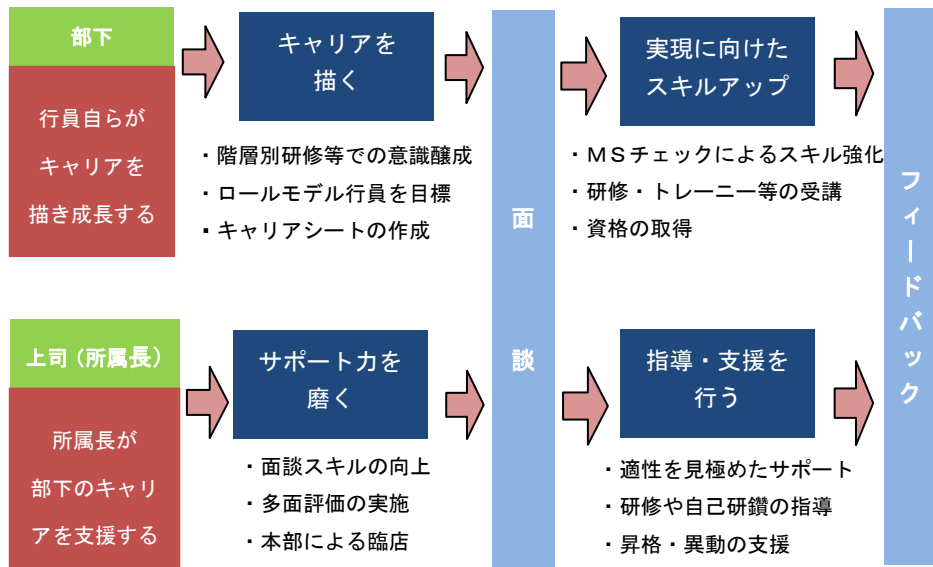 部下
行員自らが
キャリアを
描き成長する
キャリアを
描く
・階層別研修等での意識醸成
・ロールモデル行員を目標
・キャリアシートの作成
面
談
実現に向けた
スキルアップ
・ＭＳチェックによるスキル強化
・研修・トレーニー等の受講
・資格の取得
フィードバック
上司（所属長）
所属長が
部下のキャリ
アを支援する
サポート力を
磨く
・面談スキルの向上
・多面評価の実施
・本部による臨店
指導・支援を
行う
・適性を見極めたサポート
・研修や自己研鑽の指導
・昇格・異動の支援